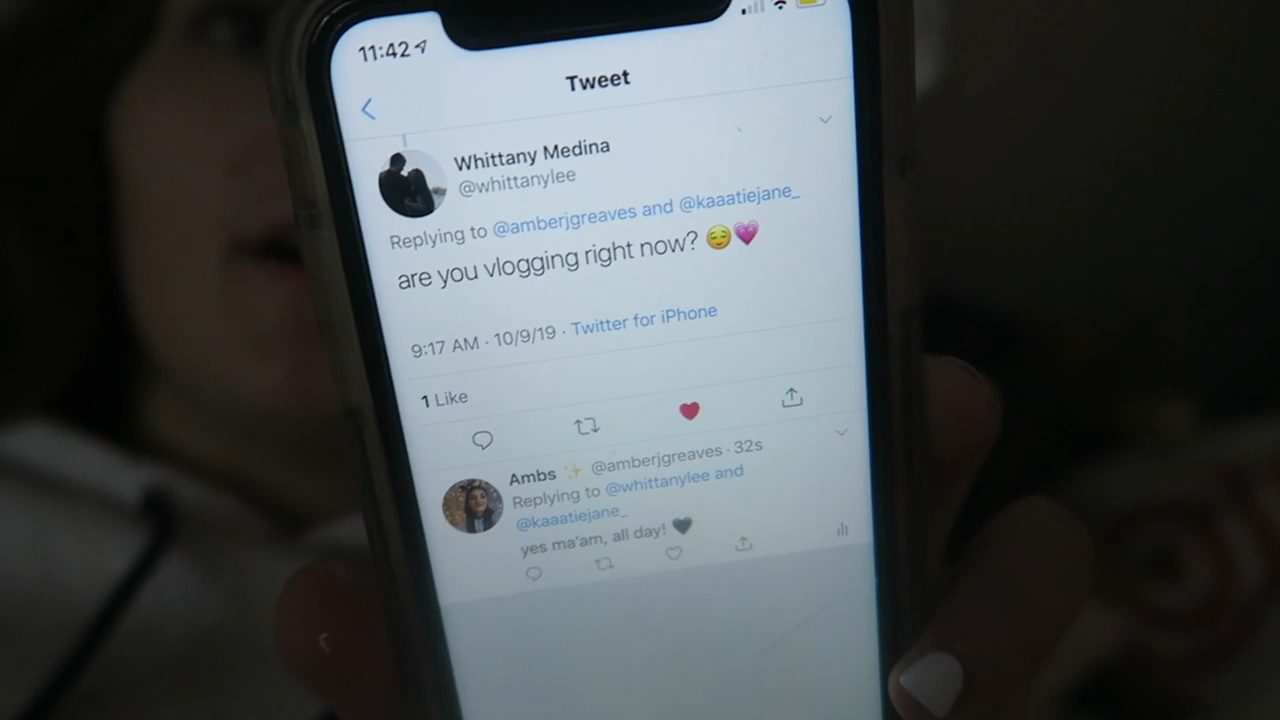 11:42
Tweet
Whittany Medina
@whittanylee
Replying to @amberjgreaves and @kaaatiejane_
are you vlogging right now? 😌💗
9:17 AM · 10/9/19 · Twitter for iPhone
1 Like
Ambs ✨ @amberjgreaves · 32s
Replying to @whittanylee and
@kaaatiejane_
yes ma'am, all day! 🖤